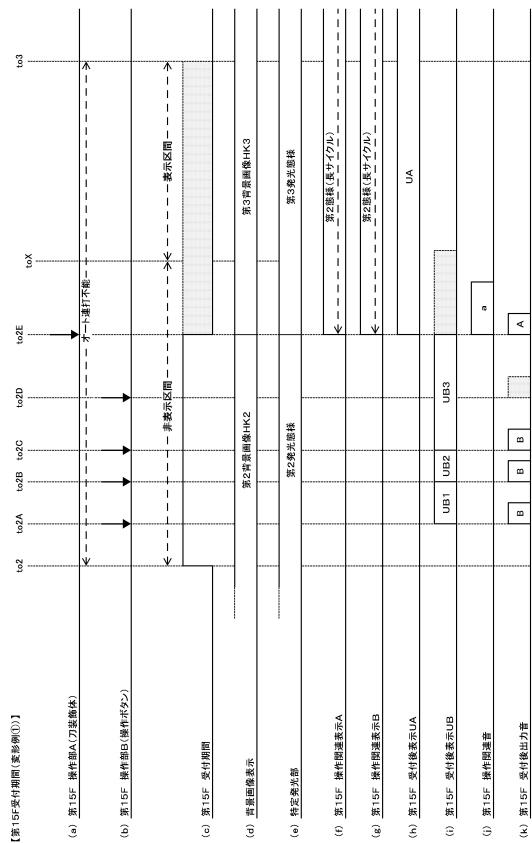 【第15F受付期間(変形例①)】
to2
to2A
to2B
to2C
to2D
to2E
toX
to3
(a) 第15F 操作部A(刀装飾体)
オート連打不能
(b) 第15F 操作部B(操作ボタン)
非表示区間
表示区間
(c) 第15F 受付期間
(d) 背景画像表示
第2背景画像HK2
第3背景画像HK3
(e) 特定発光部
第2発光態様
第3発光態様
(f) 第15F 操作関連表示A
第2態様(長サイクル)
(g) 第15F 操作関連表示B
第2態様(長サイクル)
(h) 第15F 受付後表示UA
UA
(i) 第15F 受付後表示UB
UB1
UB2
UB3
(j) 第15F 操作関連音
a
(k) 第15F 受付後出力音
B
B
B
A